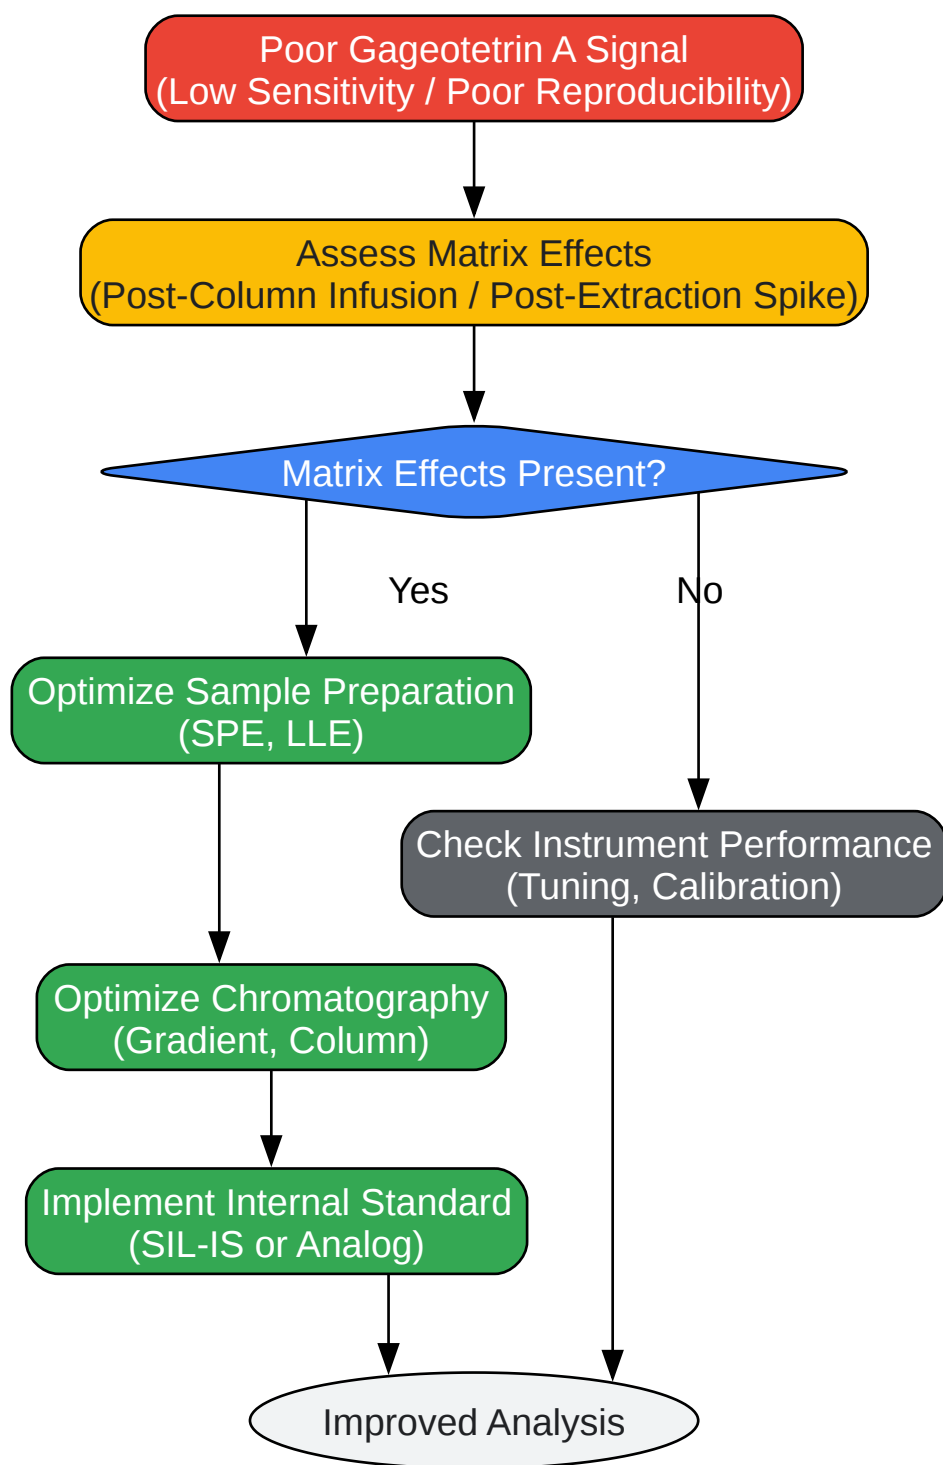 Poor Gageotetrin A Signal
(Low Sensitivity / Poor Reproducibility)
Assess Matrix Effects
(Post-Column Infusion / Post-Extraction Spike)
Matrix Effects Present?
Yes
No
Optimize Sample Preparation
(SPE, LLE)
Check Instrument Performance
(Tuning, Calibration)
Optimize Chromatography
(Gradient, Column)
Implement Internal Standard
(SIL-IS or Analog)
Improved Analysis